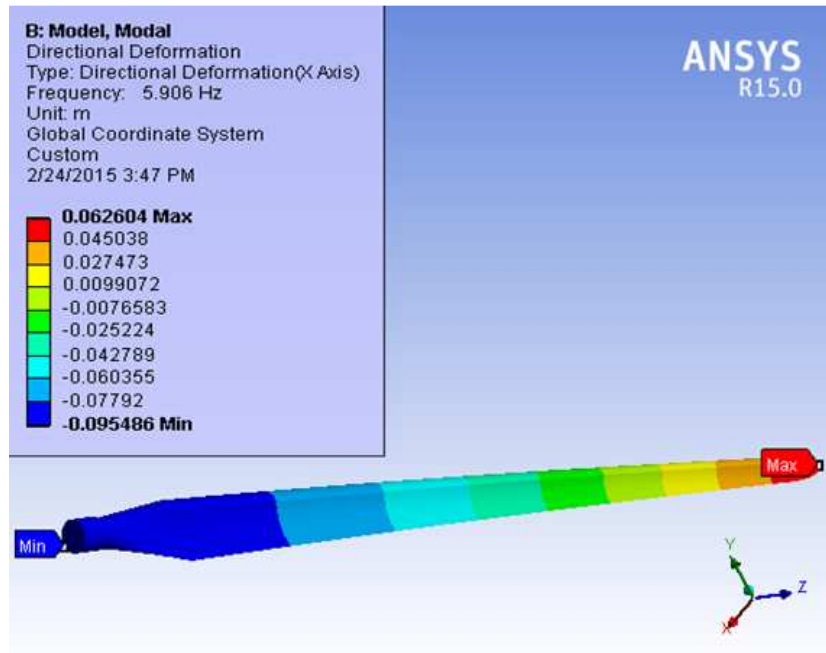 B: Model, Modal
Directional Deformation
Type: Directional Deformation(X Axis)
Frequency: 5.906 Hz
Unit: m
Global Coordinate System
Custom
2/24/2015 3:47 PM
0.062604 Max
0.045038
0.027473
0.0099072
-0.0076583
-0.025224
-0.042789
-0.060355
-0.07792
-0.095486 Min
ANSYS
R15.0
Max
Min
Y
Z
X